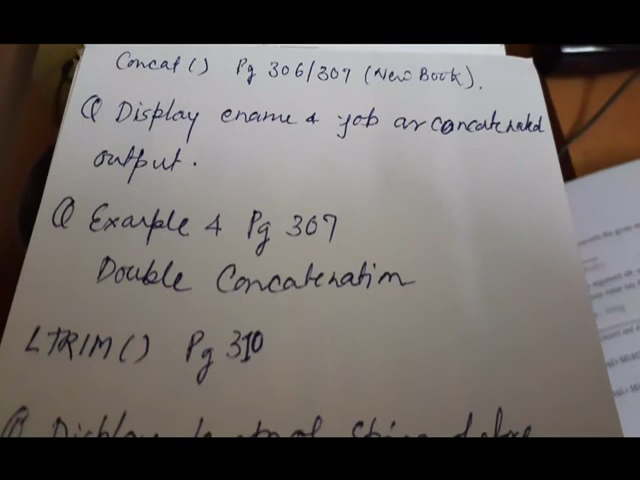 Concat() Pg 306/307 (New Book).
Q Display ename & job as concatenated
output.
Q Example 4 Pg 307
Double Concatenation
LTRIM() Pg 310
Q Display